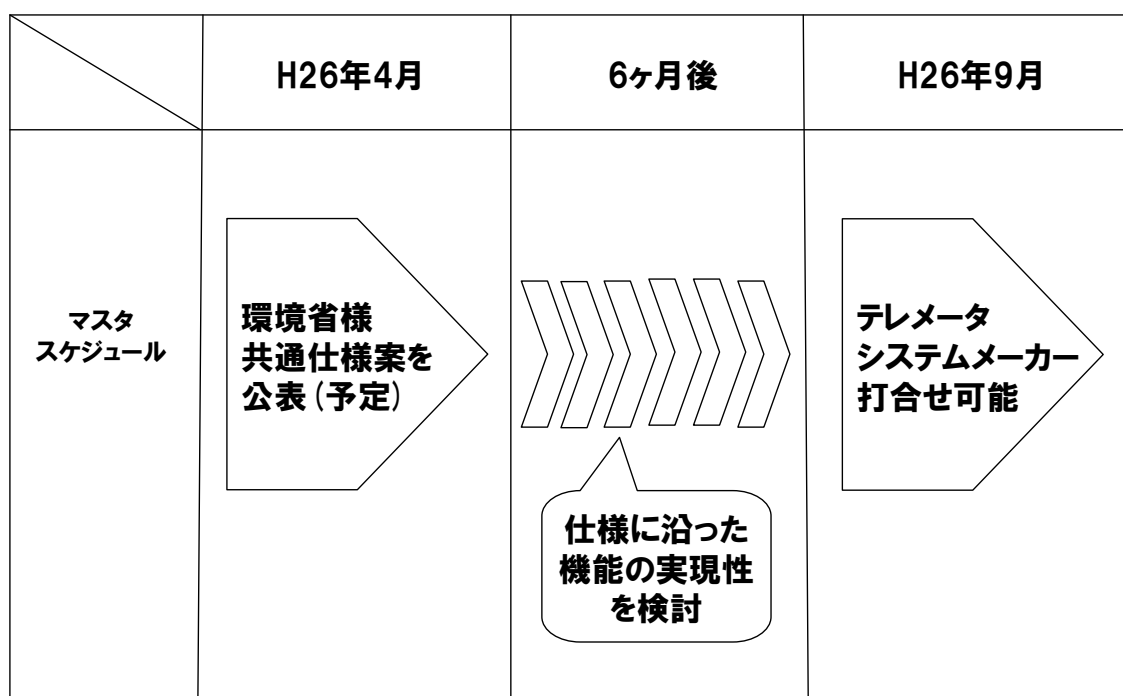 H26年4月
6ヶ月後
H26年9月
マスタ
スケジュール
環境省様
共通仕様案を
公表(予定)
仕様に沿った
機能の実現性
を検討
テレメータ
システムメーカー
打合せ可能